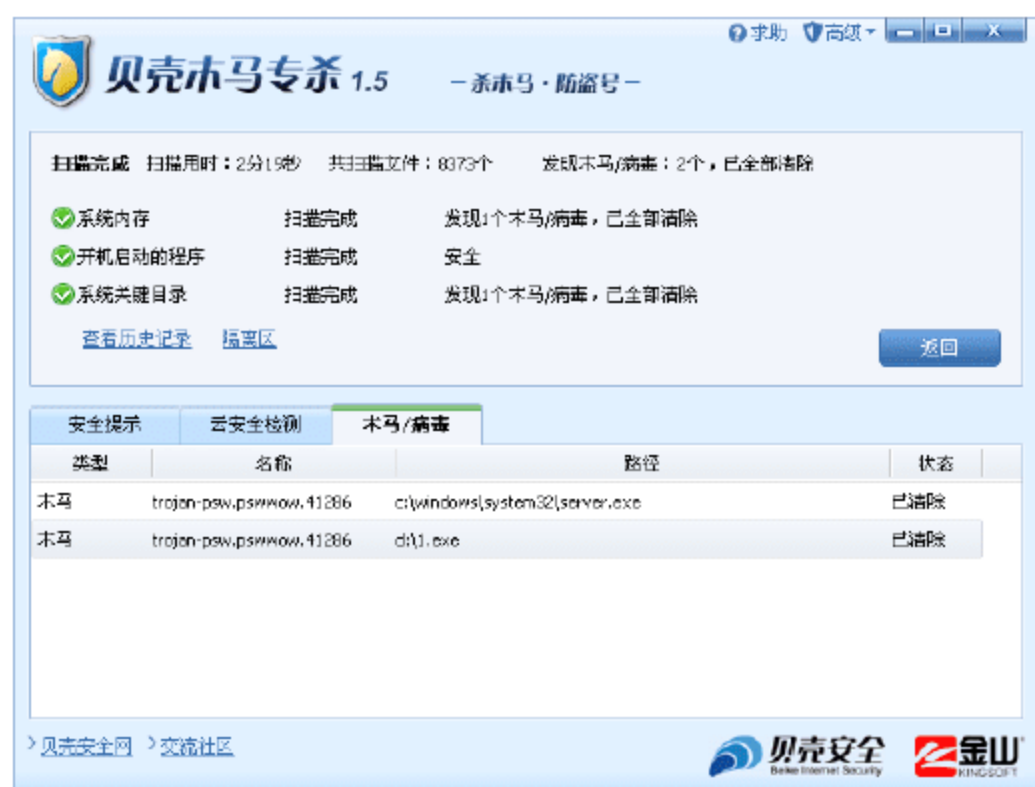 求助 高级
贝壳木马专杀 1.5 －杀木马·防盗号－
扫描完成 扫描用时：2分19秒 共扫描文件：8373个 发现木马/病毒：2个，已全部清除
系统内存 扫描完成 发现1个木马/病毒，已全部清除
开机启动的程序 扫描完成 安全
系统关键目录 扫描完成 发现1个木马/病毒，已全部清除
查看历史记录 隔离区 返回
安全提示 云安全检测 木马/病毒
类型 名称 路径 状态
木马 trojan-psw.pswwow.41286 c:\windows\system32\server.exe 已清除
木马 trojan-psw.pswwow.41286 d:\1.exe 已清除
贝壳安全网 交流社区 贝壳安全 金山
Beike Internet Security KINGSOFT